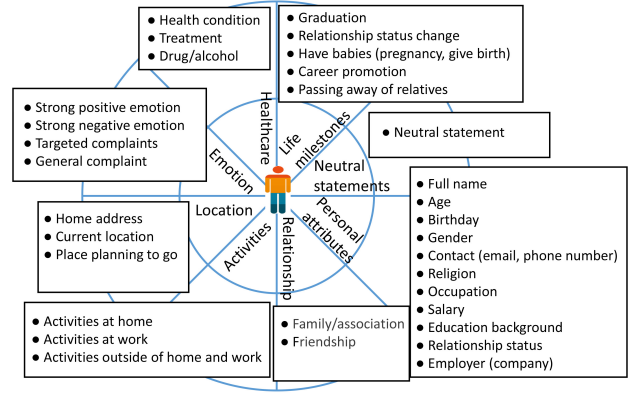 ● Health condition
● Treatment
● Drug/alcohol
● Graduation
● Relationship status change
● Have babies (pregnancy, give birth)
● Career promotion
● Passing away of relatives
● Strong positive emotion
● Strong negative emotion
● Targeted complaints
● General complaint
● Neutral statement
Healthcare
Life
milestones
Emotion
Neutral
statements
Location
Personal
attributes
Activities
Relationship
● Home address
● Current location
● Place planning to go
● Full name
● Age
● Birthday
● Gender
● Contact (email, phone number)
● Religion
● Occupation
● Salary
● Education background
● Relationship status
● Employer (company)
● Activities at home
● Activities at work
● Activities outside of home and work
● Family/association
● Friendship